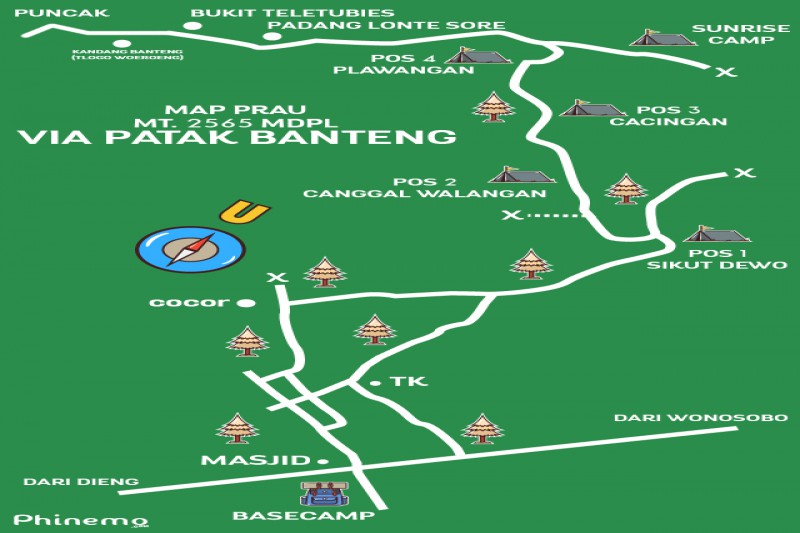 PUNCAK
BUKIT TELETUBIES
PADANG LONTE SORE
SUNRISE
CAMP
KANDANG BANTENG
(TLOGO WOEROENG)
POS 4
PLAWANGAN
X
MAP PRAU
MT. 2565 MDPL
VIA PATAK BANTENG
POS 3
CACINGAN
POS 2
CANGGAL WALANGAN
X
X
U
POS 1
SIKUT DEWO
X
cocor
TK
DARI WONOSOBO
MASJID
DARI DIENG
BASECAMP
Phinemo
.com